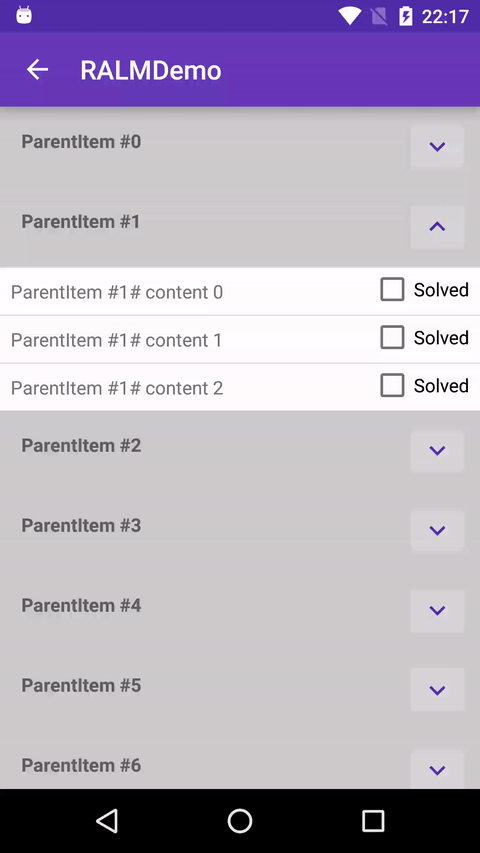 22:17
RALMDemo
ParentItem #0
ParentItem #1
ParentItem #1# content 0 Solved
ParentItem #1# content 1 Solved
ParentItem #1# content 2 Solved
ParentItem #2
ParentItem #3
ParentItem #4
ParentItem #5
ParentItem #6